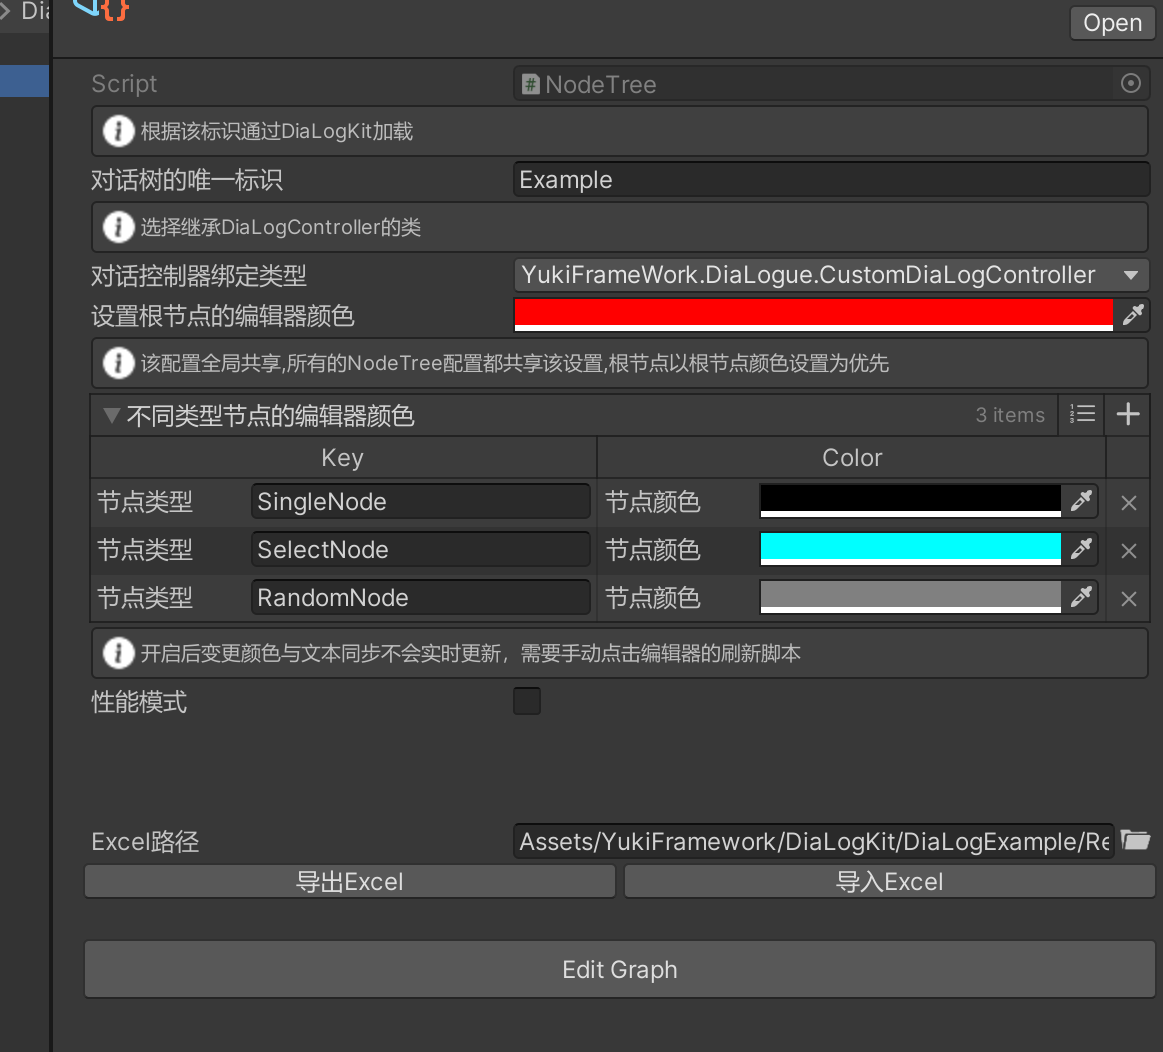 Open
Script NodeTree
根据该标识通过DiaLogKit加载
对话树的唯一标识 Example
选择继承DiaLogController的类
对话控制器绑定类型 YukiFrameWork.DiaLogue.CustomDiaLogController
设置根节点的编辑器颜色
该配置全局共享,所有的NodeTree配置都共享该设置,根节点以根节点颜色设置为优先
不同类型节点的编辑器颜色 3 items
Key Color
节点类型 SingleNode 节点颜色
节点类型 SelectNode 节点颜色
节点类型 RandomNode 节点颜色
开启后变更颜色与文本同步不会实时更新，需要手动点击编辑器的刷新脚本
性能模式
Excel路径 Assets/YukiFramework/DiaLogKit/DiaLogExample/Re
导出Excel 导入Excel
Edit Graph